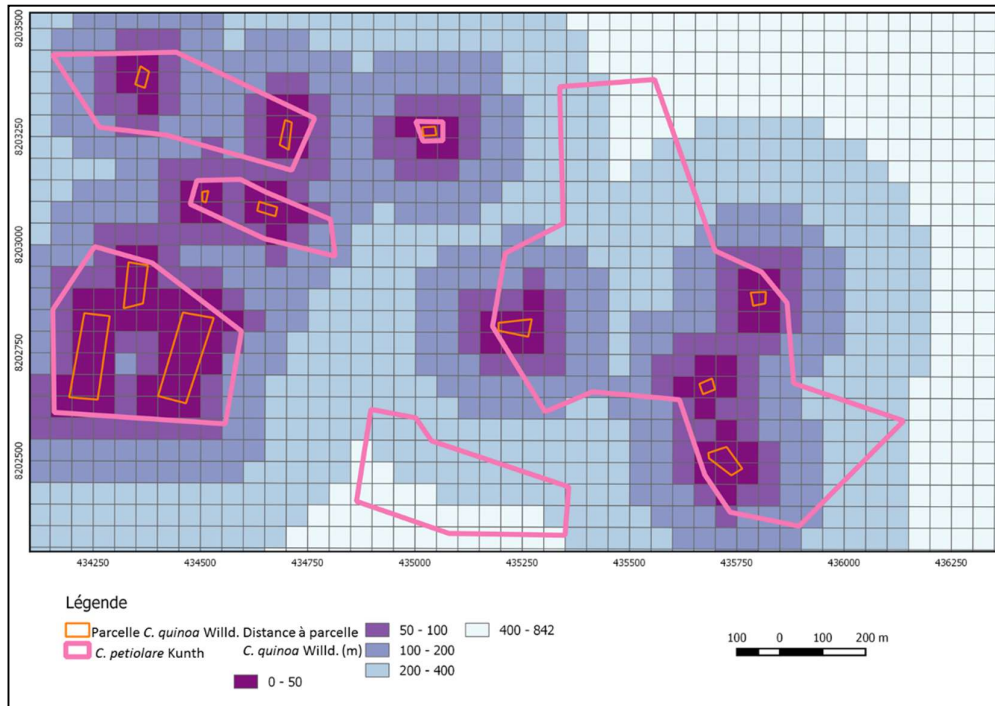 8203500
8203250
8203000
8202750
8202500
434250 434500 434750 435000 435250 435500 435750 436000 436250
Légende
Parcelle C. quinoa Willd. Distance à parcelle 50 - 100 400 - 842
C. petiolare Kunth C. quinoa Willd. (m) 100 - 200
200 - 400
0 - 50
100 0 100 200 m